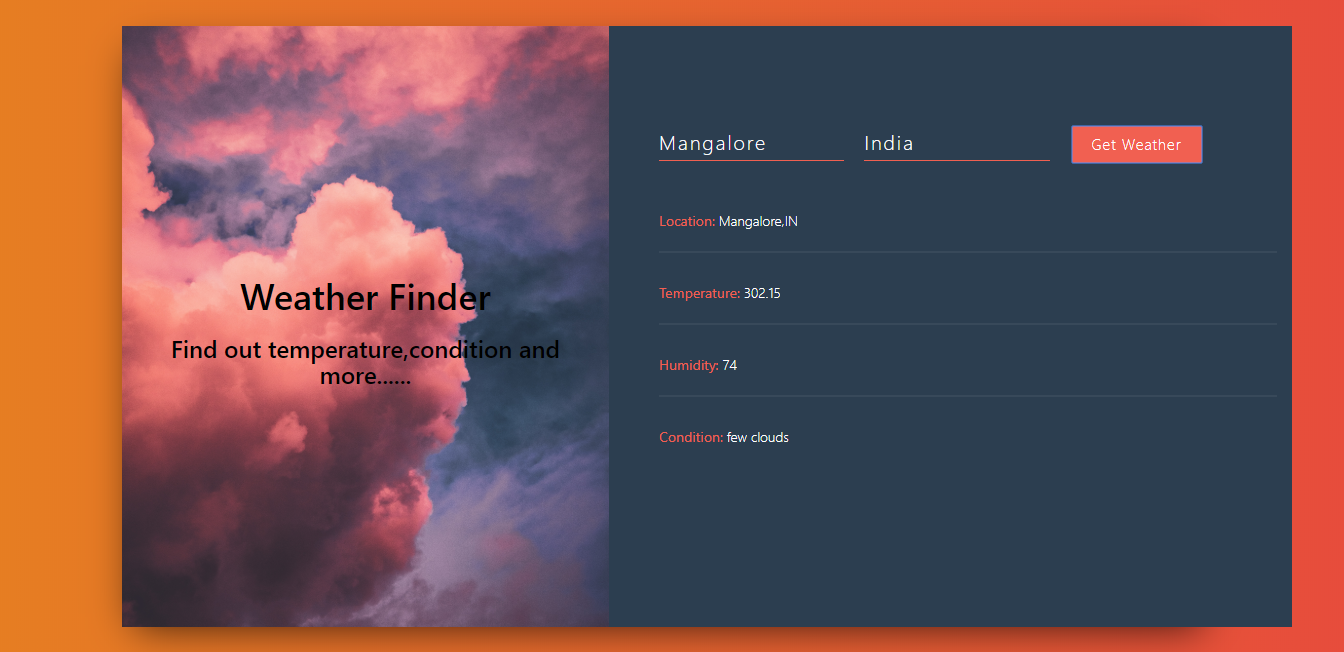 Weather Finder
Find out temperature,condition and
more......
Mangalore
India
Get Weather
Location: Mangalore,IN
Temperature: 302.15
Humidity: 74
Condition: few clouds